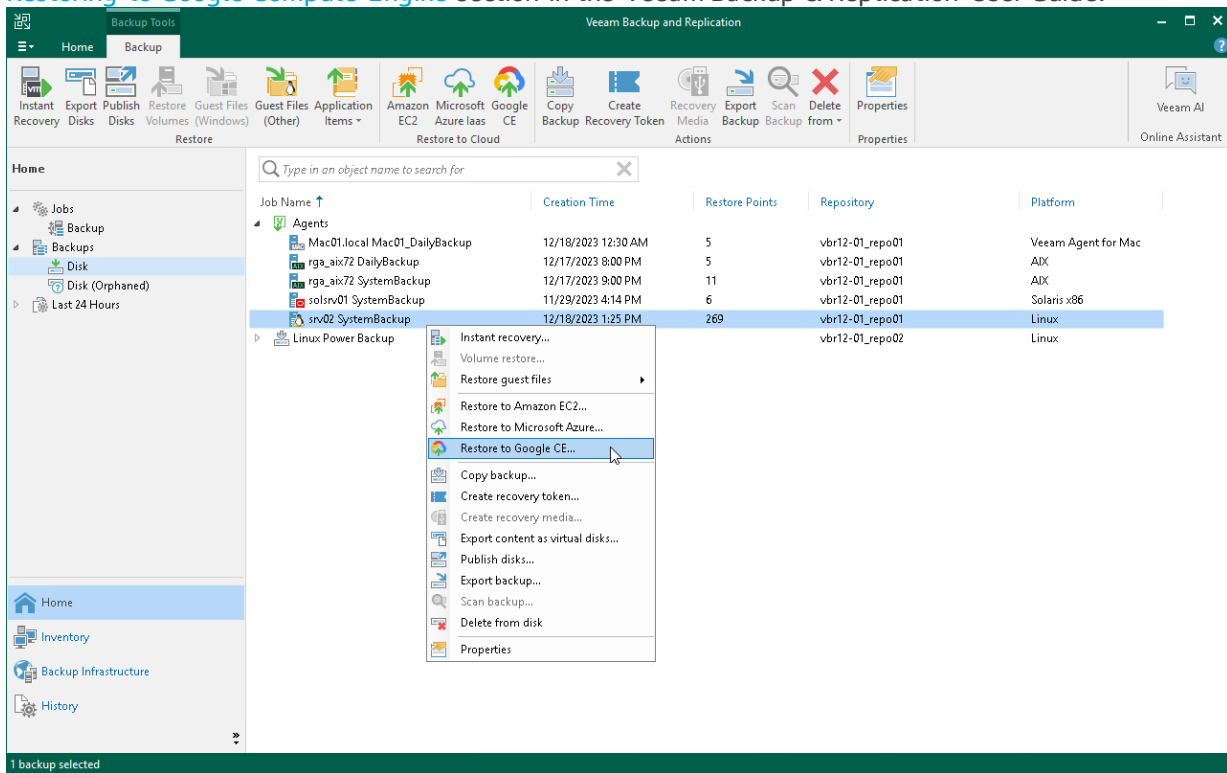 Restoring to Google Compute Engine section in the Veeam Backup & Replication User Guide.
Backup Tools
Veeam Backup and Replication
Home Backup
Instant Recovery
Export Disks
Publish Disks
Restore Volumes
Guest Files (Windows)
Guest Files (Other)
Application Items
Amazon EC2
Microsoft Azure Iaas
Google CE
Copy Backup
Create Recovery Token
Recovery Media
Export Backup
Scan Backup
Delete from
Properties
Veeam AI
Restore
Restore to Cloud
Actions
Properties
Online Assistant
Home
Type in an object name to search for
Jobs
Backup
Backups
Disk
Disk (Orphaned)
Last 24 Hours
Job Name Creation Time Restore Points Repository Platform
Agents
Mac01.local Mac01_DailyBackup 12/18/2023 12:30 AM 5 vbr12-01_repo01 Veeam Agent for Mac
rga_aix72 DailyBackup 12/17/2023 8:00 PM 5 vbr12-01_repo01 AIX
rga_aix72 SystemBackup 12/17/2023 9:00 PM 11 vbr12-01_repo01 AIX
solsrv01 SystemBackup 11/29/2023 4:14 PM 6 vbr12-01_repo01 Solaris x86
srv02 SystemBackup 12/18/2023 1:25 PM 269 vbr12-01_repo01 Linux
Linux Power Backup vbr12-01_repo02 Linux
Instant recovery...
Volume restore...
Restore guest files
Restore to Amazon EC2...
Restore to Microsoft Azure...
Restore to Google CE...
Copy backup...
Create recovery token...
Create recovery media...
Export content as virtual disks...
Publish disks...
Export backup...
Scan backup...
Delete from disk
Properties
Home
Inventory
Backup Infrastructure
History
1 backup selected